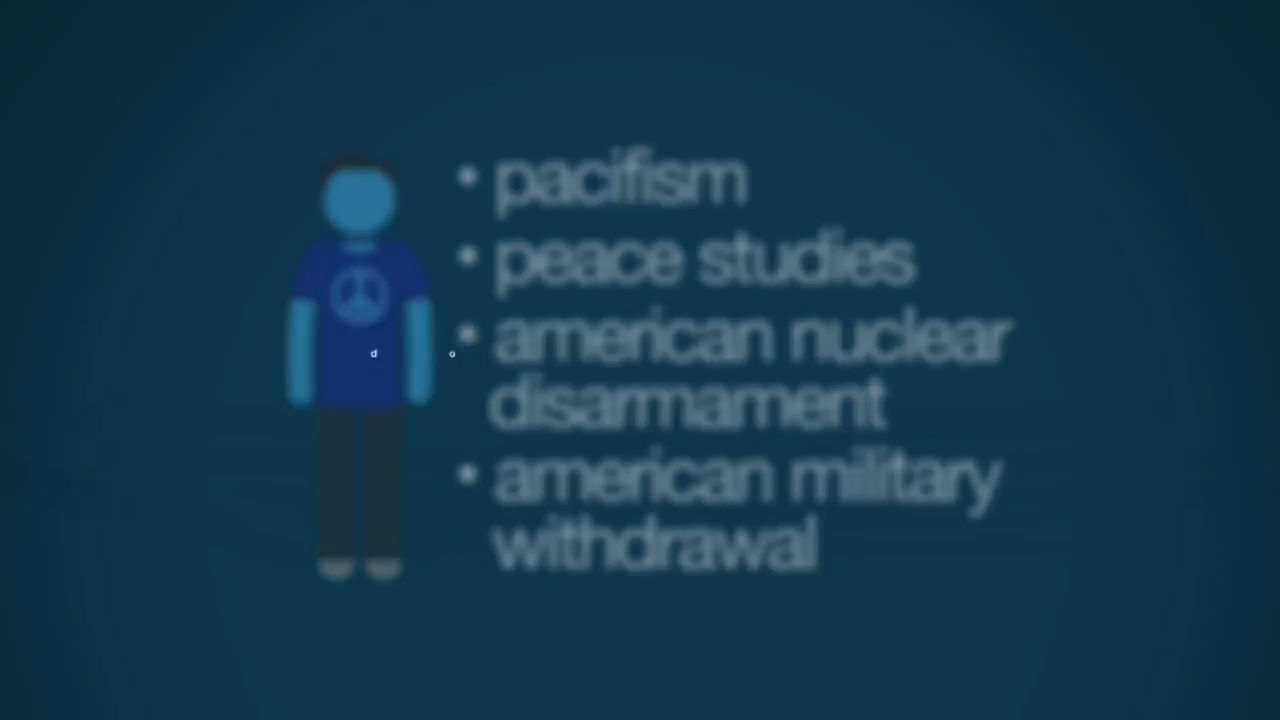 • pacifism
• peace studies
• american nuclear
d o
disarmament
• american military
withdrawal